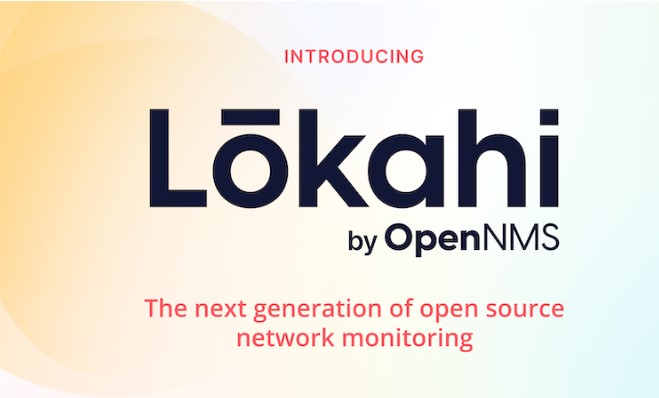 INTRODUCING
Lōkahi
by OpenNMS
The next generation of open source
network monitoring